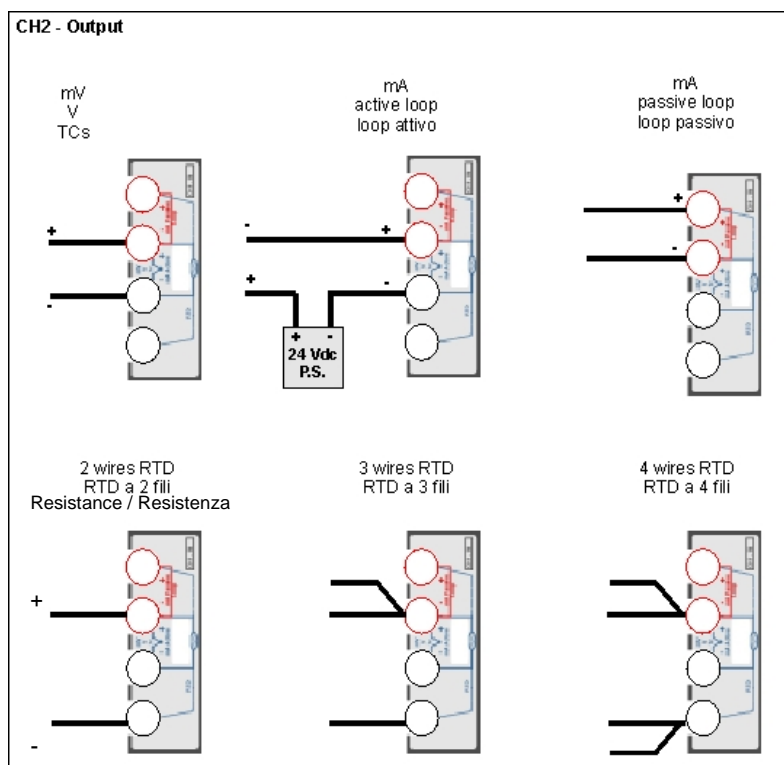 CH2 - Output
mV
V
TCs
mA
active loop
loop attivo
mA
passive loop
loop passivo
+
-
-
+
+
-
+ -
24 Vdc
P.S.
+
-
2 wires RTD
RTD a 2 fili
Resistance / Resistenza
3 wires RTD
RTD a 3 fili
4 wires RTD
RTD a 4 fili
+
-